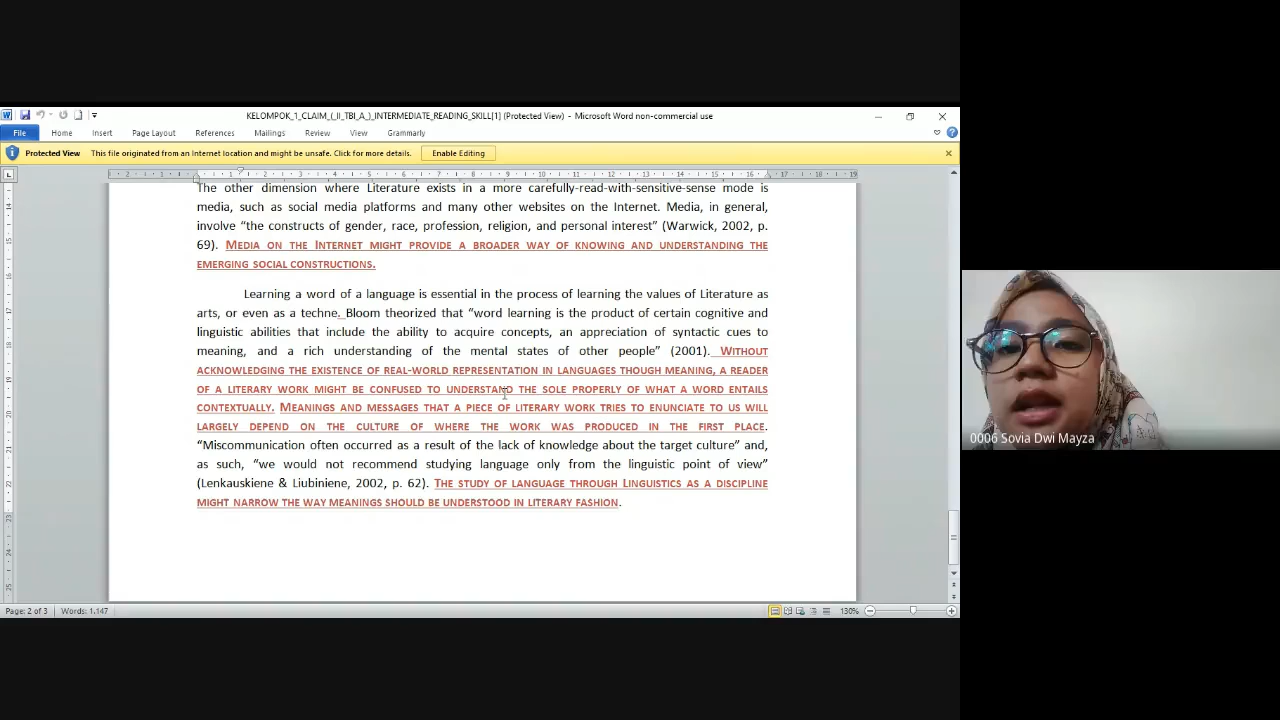 KELOMPOK_1_CLAIM_(_II_TBI_A_)_INTERMEDIATE_READING_SKILL[1] (Protected View) - Microsoft Word non-commercial use
File Home Insert Page Layout References Mailings Review View Grammarly
Protected View This file originated from an Internet location and might be unsafe. Click for more details. Enable Editing
The other dimension where Literature exists in a more carefully-read-with-sensitive-sense mode is
media, such as social media platforms and many other websites on the Internet. Media, in general,
involve “the constructs of gender, race, profession, religion, and personal interest” (Warwick, 2002, p.
69). MEDIA ON THE INTERNET MIGHT PROVIDE A BROADER WAY OF KNOWING AND UNDERSTANDING THE
EMERGING SOCIAL CONSTRUCTIONS.
Learning a word of a language is essential in the process of learning the values of Literature as
arts, or even as a techne. Bloom theorized that “word learning is the product of certain cognitive and
linguistic abilities that include the ability to acquire concepts, an appreciation of syntactic cues to
meaning, and a rich understanding of the mental states of other people” (2001). WITHOUT
ACKNOWLEDGING THE EXISTENCE OF REAL-WORLD REPRESENTATION IN LANGUAGES THOUGH MEANING, A READER
OF A LITERARY WORK MIGHT BE CONFUSED TO UNDERSTAND THE SOLE PROPERLY OF WHAT A WORD ENTAILS
CONTEXTUALLY. MEANINGS AND MESSAGES THAT A PIECE OF LITERARY WORK TRIES TO ENUNCIATE TO US WILL
LARGELY DEPEND ON THE CULTURE OF WHERE THE WORK WAS PRODUCED IN THE FIRST PLACE.
“Miscommunication often occurred as a result of the lack of knowledge about the target culture” and,
as such, “we would not recommend studying language only from the linguistic point of view”
(Lenkauskiene & Liubiniene, 2002, p. 62). THE STUDY OF LANGUAGE THROUGH LINGUISTICS AS A DISCIPLINE
MIGHT NARROW THE WAY MEANINGS SHOULD BE UNDERSTOOD IN LITERARY FASHION.
Page: 2 of 3 Words: 1.147 130%
0006 Sovia Dwi Mayza